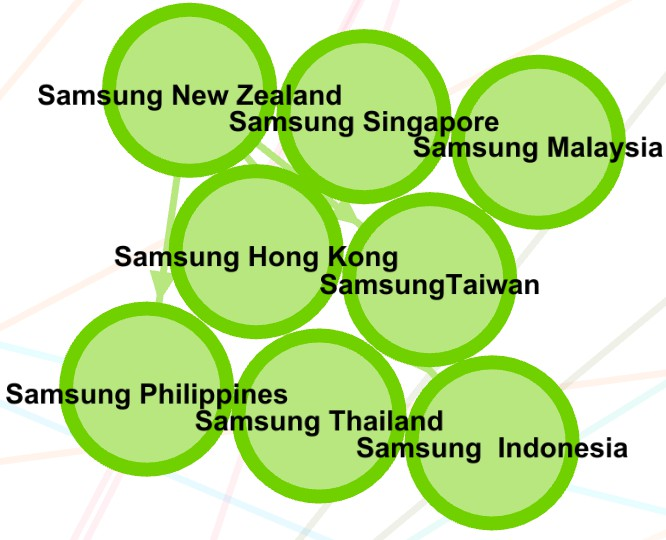 Samsung New Zealand
Samsung Singapore
Samsung Malaysia
Samsung Hong Kong
SamsungTaiwan
Samsung Philippines
Samsung Thailand
Samsung  Indonesia